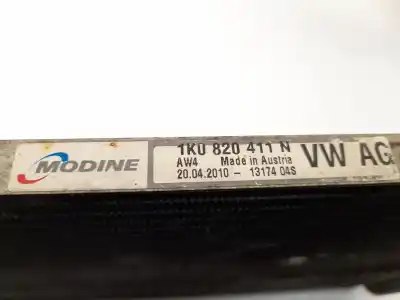 MODINE
1K0 820 411 N
AW4 Made in Austria
20.04.2010 - 13174 04S
VW AG